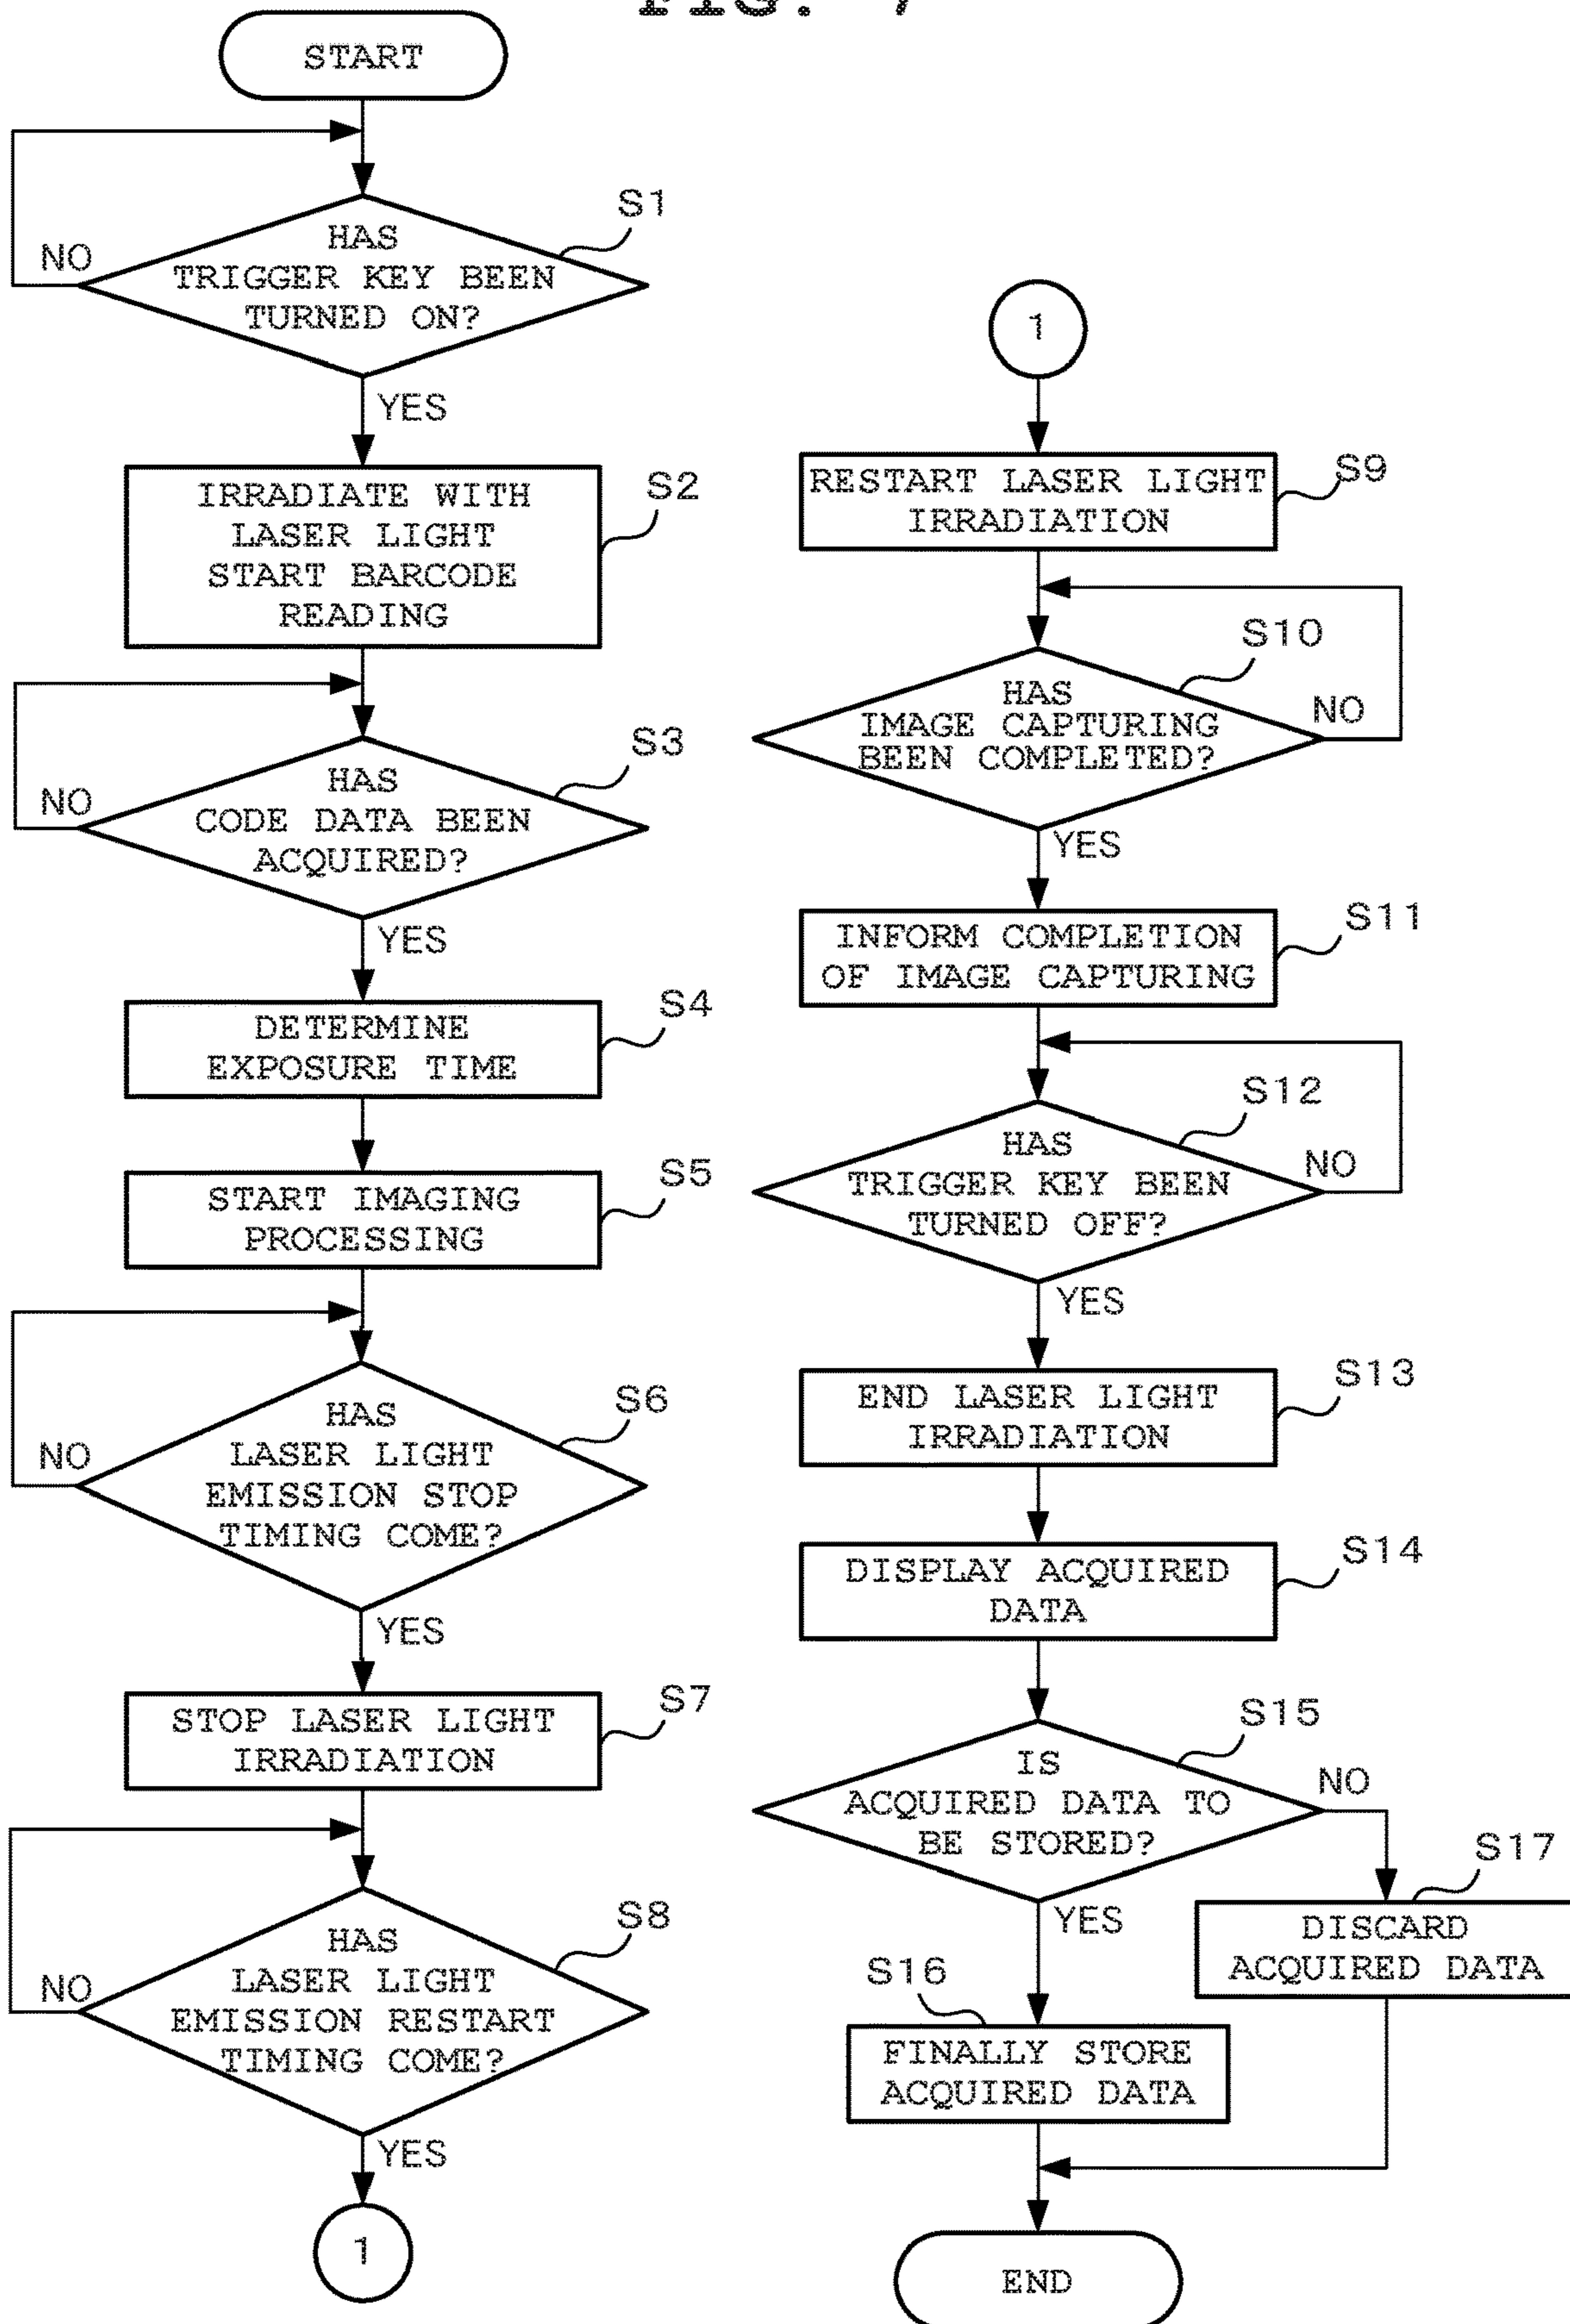 FIG. 7
START
S1
HAS
TRIGGER KEY BEEN
TURNED ON?
NO
YES
S2
IRRADIATE WITH
LASER LIGHT
START BARCODE
READING
S3
HAS
CODE DATA BEEN
ACQUIRED?
NO
YES
S4
DETERMINE
EXPOSURE TIME
S5
START IMAGING
PROCESSING
S6
HAS
LASER LIGHT
EMISSION STOP
TIMING COME?
NO
YES
S7
STOP LASER LIGHT
IRRADIATION
S8
HAS
LASER LIGHT
EMISSION RESTART
TIMING COME?
NO
YES
1
1
S9
RESTART LASER LIGHT
IRRADIATION
S10
HAS
IMAGE CAPTURING
BEEN COMPLETED?
NO
YES
S11
INFORM COMPLETION
OF IMAGE CAPTURING
S12
HAS
TRIGGER KEY BEEN
TURNED OFF?
NO
YES
S13
END LASER LIGHT
IRRADIATION
S14
DISPLAY ACQUIRED
DATA
S15
IS
ACQUIRED DATA TO
BE STORED?
NO
YES
S17
DISCARD
ACQUIRED DATA
S16
FINALLY STORE
ACQUIRED DATA
END